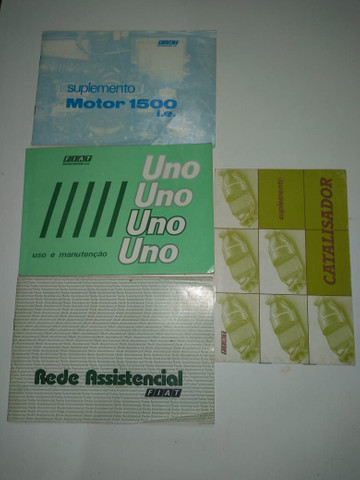 FIAT
suplemento
Motor 1500
i.e.
FIAT
Uno
Uno
Uno
Uno
uso e manutenção
Rede Assistencial
FIAT
suplemento
CATALISADOR
FIAT